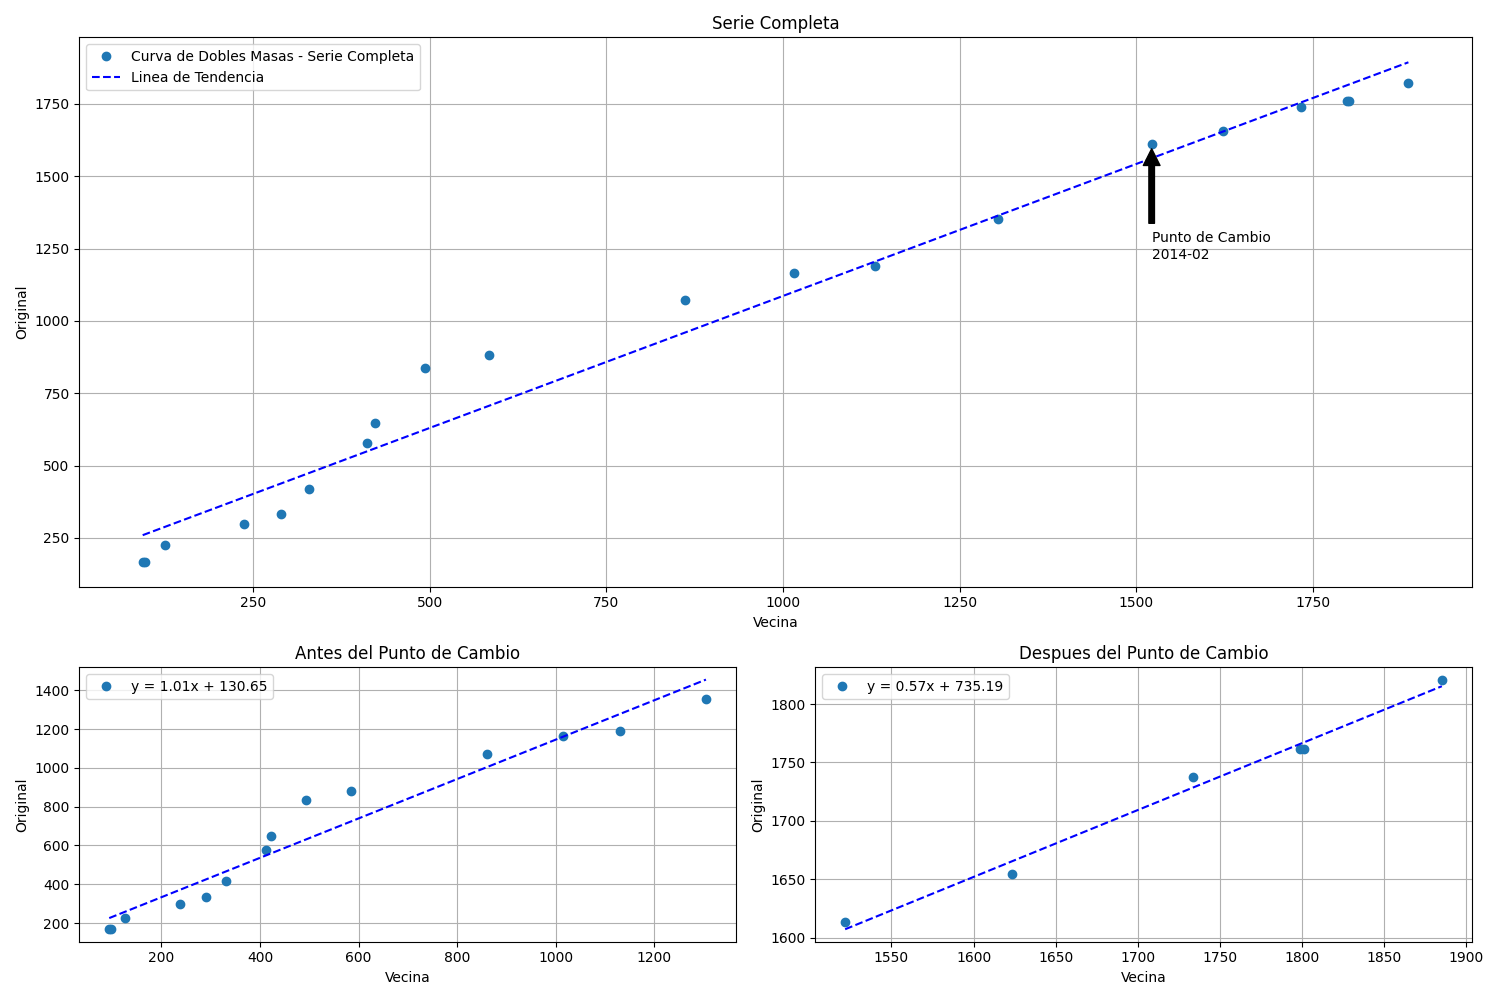 Serie Completa
Curva de Dobles Masas - Serie Completa
Linea de Tendencia
1750
1500
1250
1000
750
500
250
Original
Punto de Cambio
2014-02
250 500 750 1000 1250 1500 1750
Vecina
Antes del Punto de Cambio
y = 1.01x + 130.65
1400
1200
1000
800
600
400
200
Original
200 400 600 800 1000 1200
Vecina
Despues del Punto de Cambio
y = 0.57x + 735.19
1800
1750
1700
1650
1600
Original
1550 1600 1650 1700 1750 1800 1850 1900
Vecina